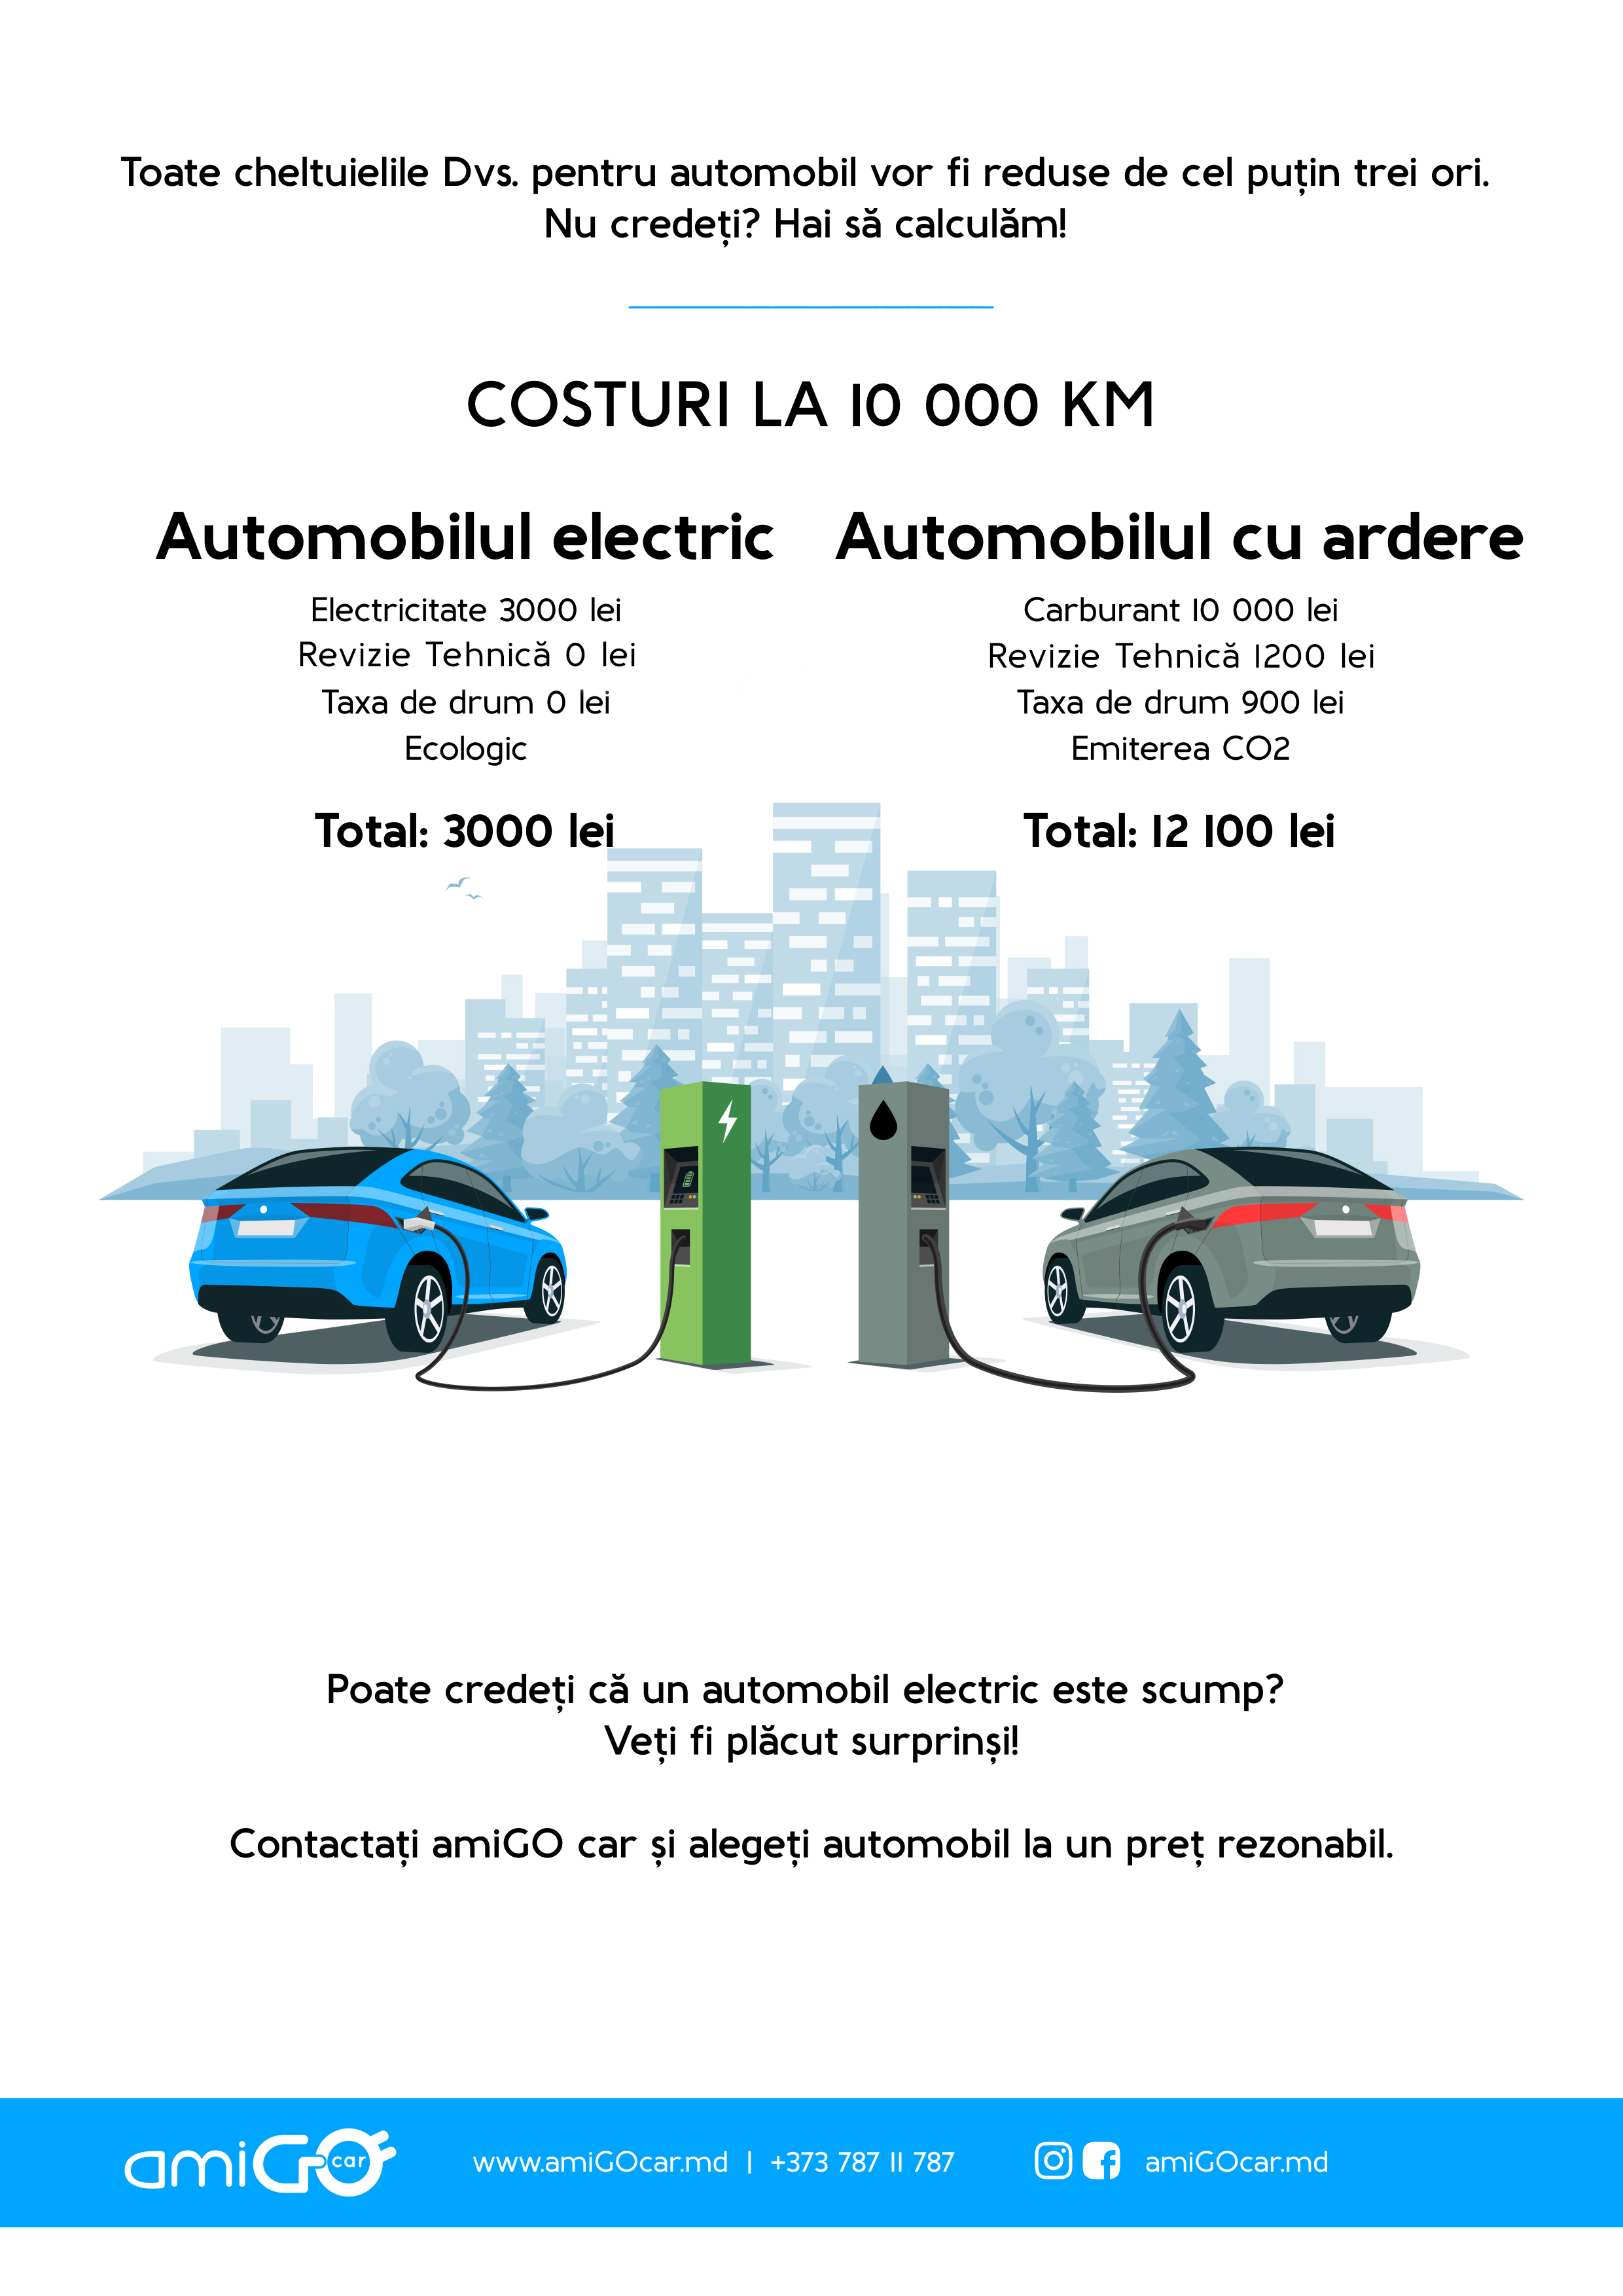 Toate cheltuielile Dvs. pentru automobil vor fi reduse de cel puțin trei ori.
Nu credeți? Hai să calculăm!
COSTURI LA 10 000 KM
Automobilul electric
Electricitate 3000 lei
Revizie Tehnică 0 lei
Taxa de drum 0 lei
Ecologic
Total: 3000 lei
Automobilul cu ardere
Carburant 10 000 lei
Revizie Tehnică 1200 lei
Taxa de drum 900 lei
Emiterea CO2
Total: 12 100 lei
Poate credeți că un automobil electric este scump?
Veți fi plăcut surprinși!
Contactați amiGO car și alegeți automobil la un preț rezonabil.
amiGO car
www.amiGOcar.md | +373 787 11 787
amiGOcar.md